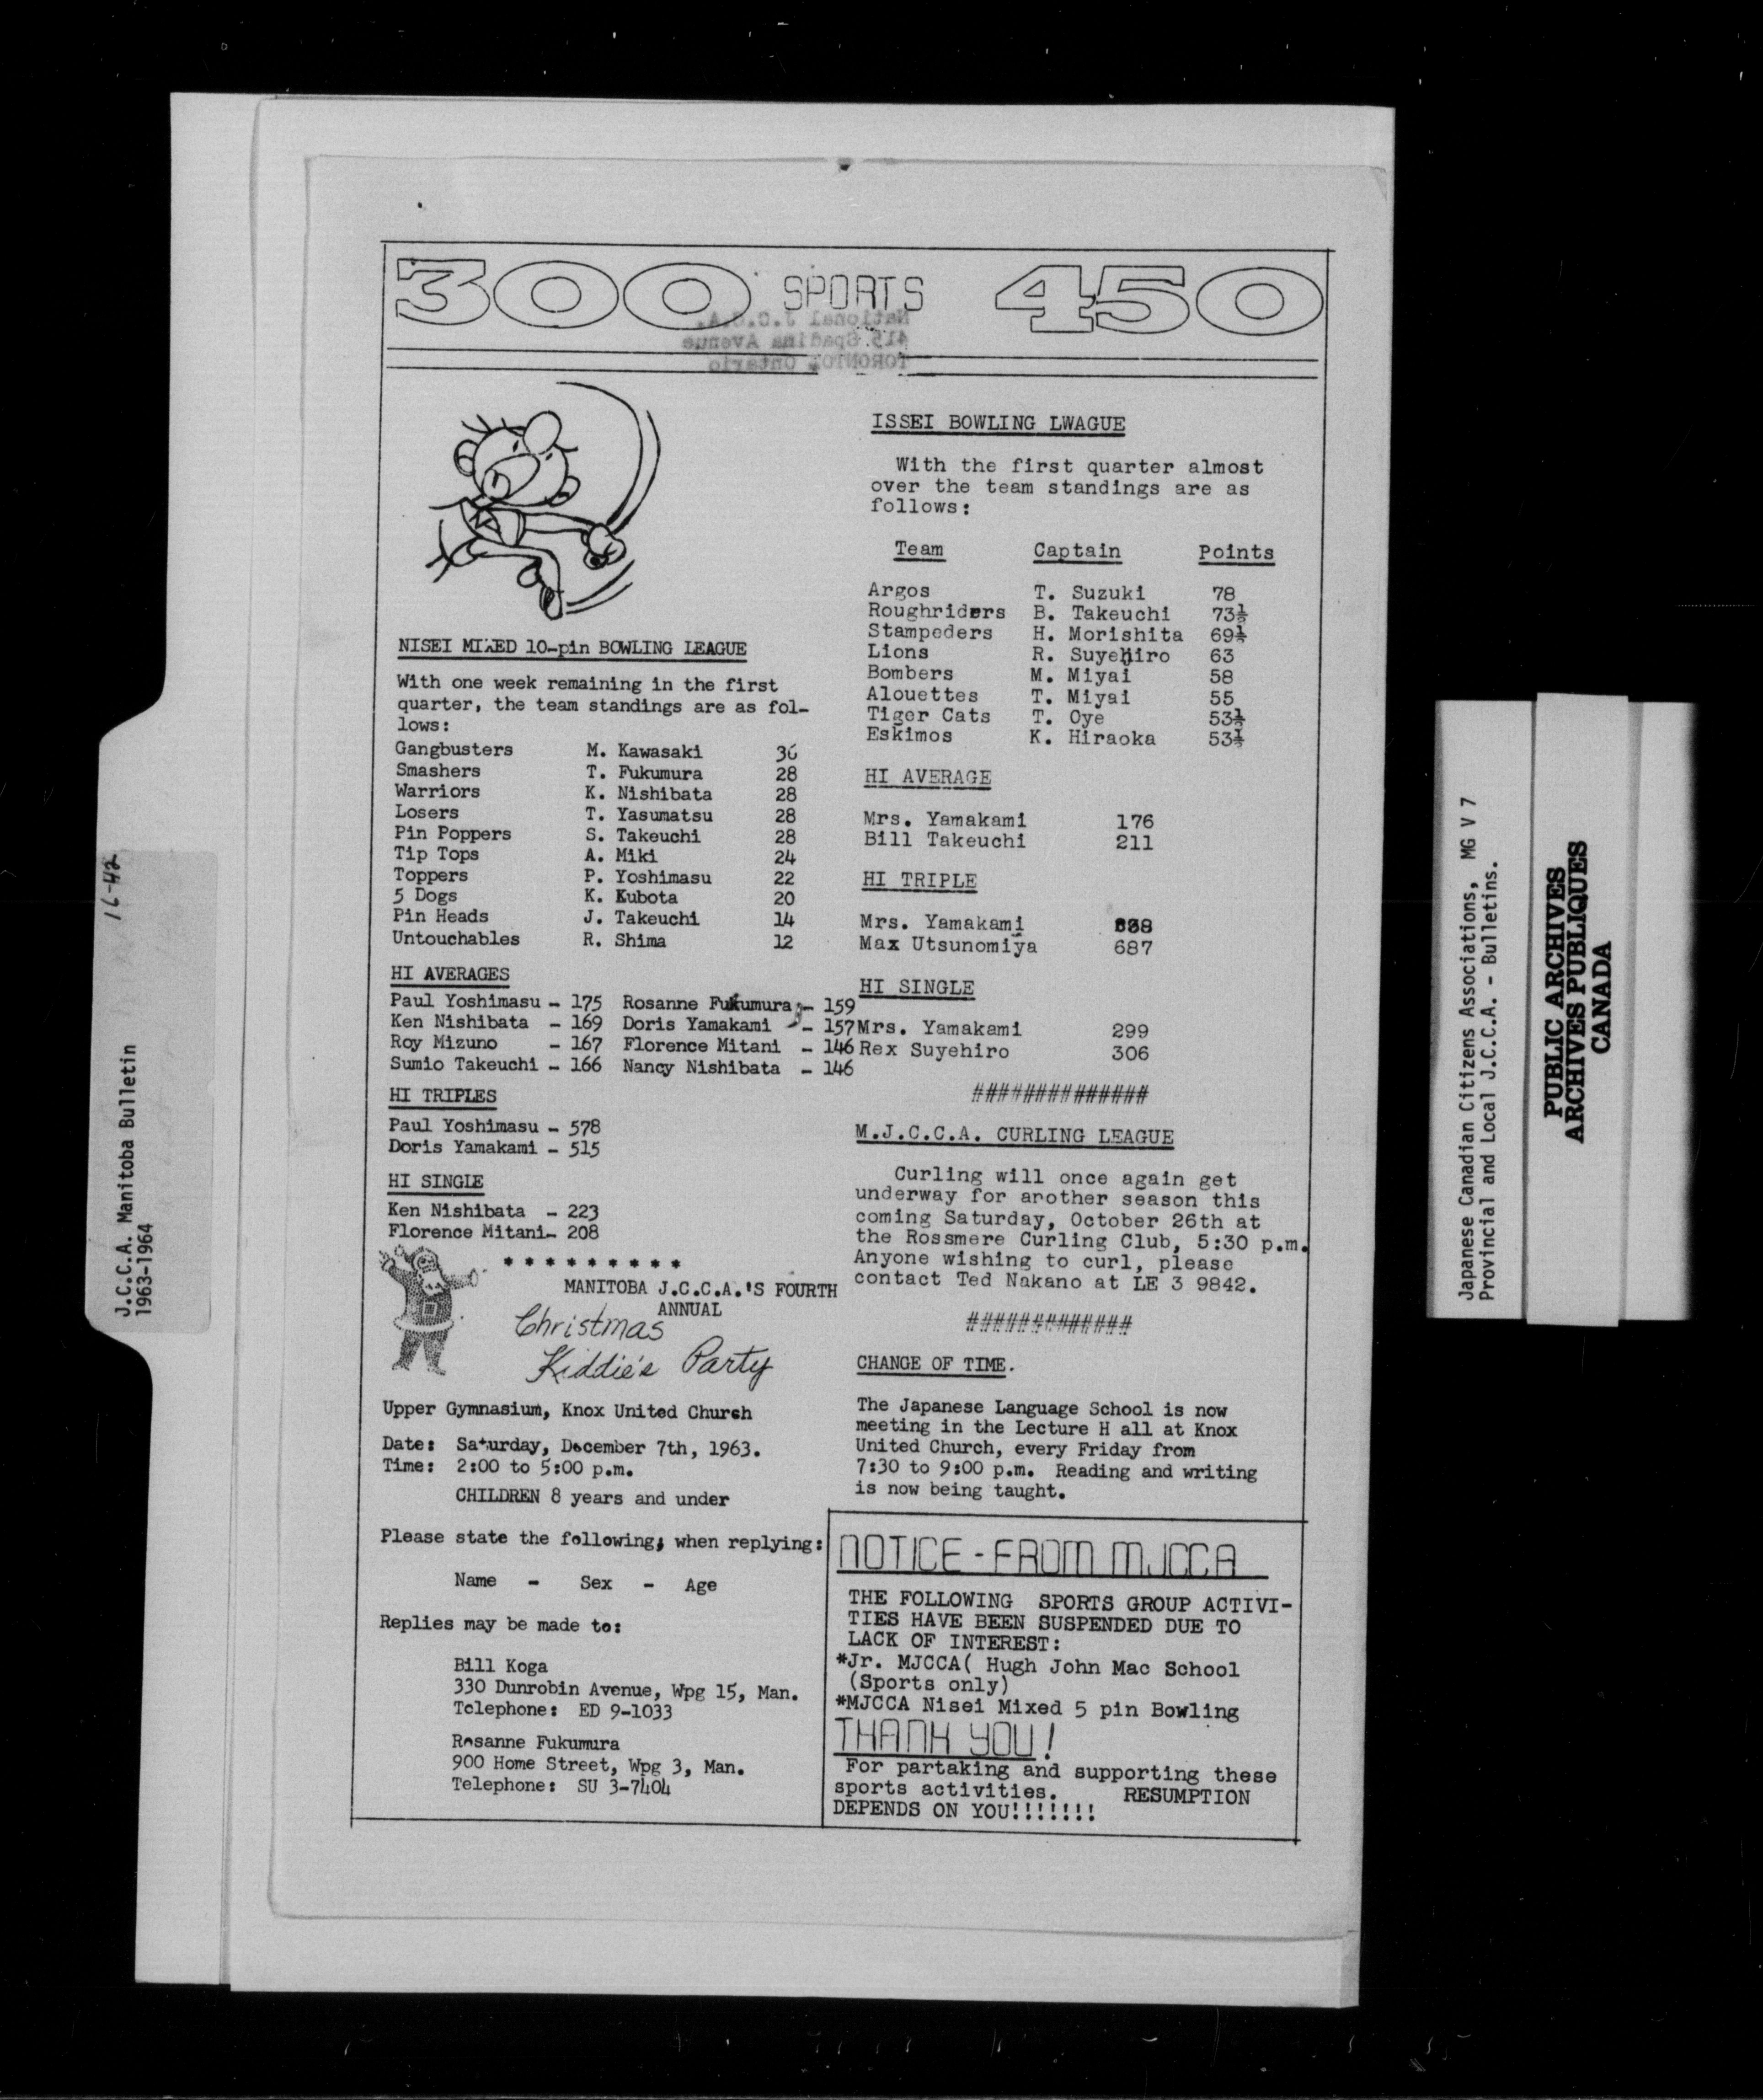 300 SPORTS 450
National J.C.C.A.
415 Spadina Avenue
TORONTO, Ontario
NISEI MIXED 10-pin BOWLING LEAGUE
With one week remaining in the first
quarter, the team standings are as fol-
lows:
Gangbusters M. Kawasaki 36
Smashers T. Fukumura 28
Warriors K. Nishibata 28
Losers T. Yasumatsu 28
Pin Poppers S. Takeuchi 28
Tip Tops A. Miki 24
Toppers P. Yoshimasu 22
5 Dogs K. Kubota 20
Pin Heads J. Takeuchi 14
Untouchables R. Shima 12
HI AVERAGES
Paul Yoshimasu - 175 Rosanne Fukumura - 159
Ken Nishibata - 169 Doris Yamakami - 157
Roy Mizuno - 167 Florence Mitani - 146
Sumio Takeuchi - 166 Nancy Nishibata - 146
HI TRIPLES
Paul Yoshimasu - 578
Doris Yamakami - 515
HI SINGLE
Ken Nishibata - 223
Florence Mitani- 208
* * * * * * * * *
MANITOBA J.C.C.A.'S FOURTH
ANNUAL
Christmas
Kiddie's Party
Upper Gymnasium, Knox United Church
Date: Saturday, December 7th, 1963.
Time: 2:00 to 5:00 p.m.
CHILDREN 8 years and under
Please state the following; when replying:
Name - Sex - Age
Replies may be made to:
Bill Koga
330 Dunrobin Avenue, Wpg 15, Man.
Telephone: ED 9-1033
Rosanne Fukumura
900 Home Street, Wpg 3, Man.
Telephone: SU 3-7404
ISSEI BOWLING LWAGUE
With the first quarter almost
over the team standings are as
follows:
Team Captain Points
Argos T. Suzuki 78
Roughriders B. Takeuchi 73½
Stampeders H. Morishita 69½
Lions R. Suyehiro 63
Bombers M. Miyai 58
Alouettes T. Miyai 55
Tiger Cats T. Oye 53½
Eskimos K. Hiraoka 53½
HI AVERAGE
Mrs. Yamakami 176
Bill Takeuchi 211
HI TRIPLE
Mrs. Yamakami
Max Utsunomiya 687
HI SINGLE
Mrs. Yamakami 299
Rex Suyehiro 306
##############
M.J.C.C.A. CURLING LEAGUE
Curling will once again get
underway for another season this
coming Saturday, October 26th at
the Rossmere Curling Club, 5:30 p.m.
Anyone wishing to curl, please
contact Ted Nakano at LE 3 9842.
#############
CHANGE OF TIME.
The Japanese Language School is now
meeting in the Lecture H all at Knox
United Church, every Friday from
7:30 to 9:00 p.m. Reading and writing
is now being taught.
NOTICE - FROM MJCCA
THE FOLLOWING SPORTS GROUP ACTIVI-
TIES HAVE BEEN SUSPENDED DUE TO
LACK OF INTEREST:
*Jr. MJCCA( Hugh John Mac School
(Sports only)
*MJCCA Nisei Mixed 5 pin Bowling
THANK YOU!
For partaking and supporting these
sports activities. RESUMPTION
DEPENDS ON YOU!!!!!!!
16-42
J.C.C.A. Manitoba Bulletin
1963-1964
Japanese Canadian Citizens Associations, MG V 7
Provincial and Local J.C.C.A. - Bulletins.
PUBLIC ARCHIVES
ARCHIVES PUBLIQUES
CANADA